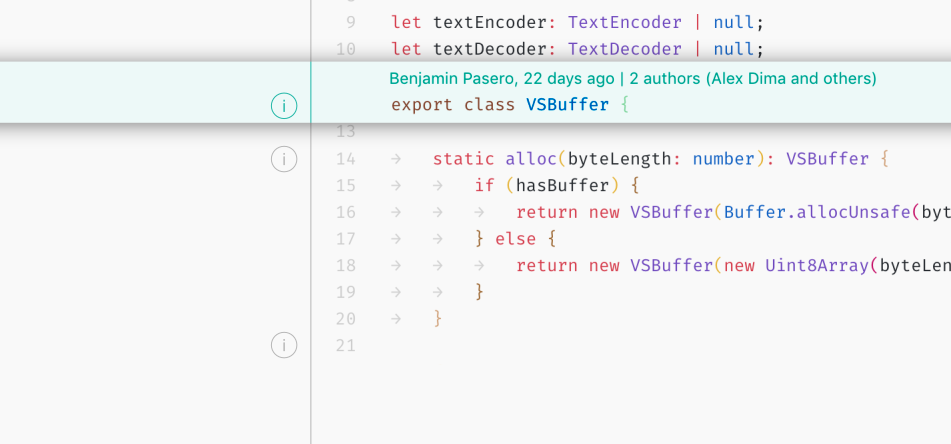 9 let textEncoder: TextEncoder | null;
10 let textDecoder: TextDecoder | null;
Benjamin Pasero, 22 days ago | 2 authors (Alex Dima and others)
i export class VSBuffer {
13
i 14 → static alloc(byteLength: number): VSBuffer {
15 → → if (hasBuffer) {
16 → → → return new VSBuffer(Buffer.allocUnsafe(byt
17 → → } else {
18 → → → return new VSBuffer(new Uint8Array(byteLen
19 → → }
20 → }
i 21